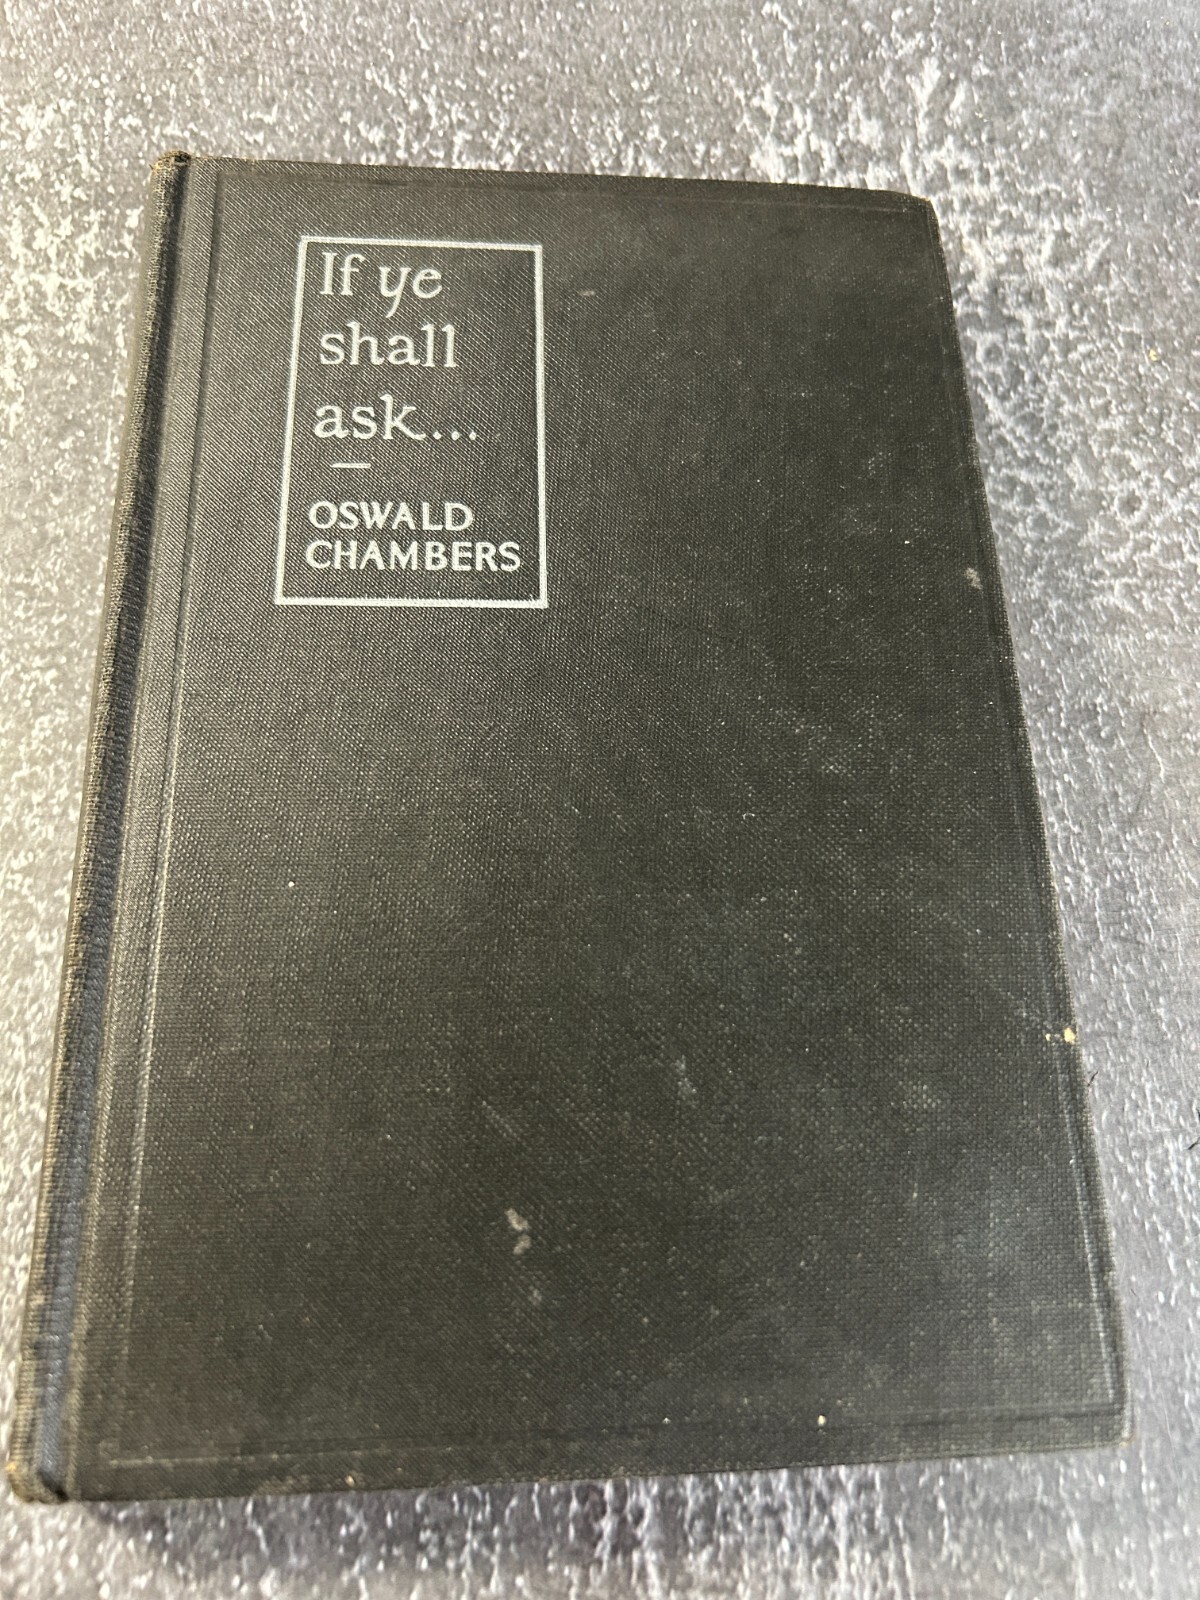 If ye
shall
ask...
—
OSWALD
CHAMBERS